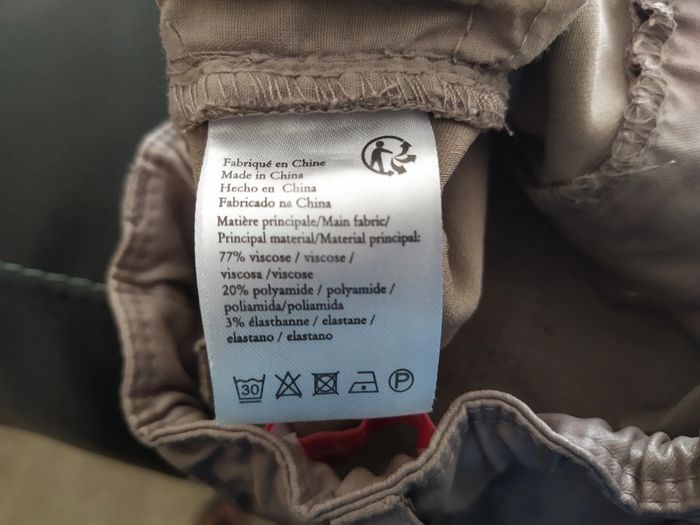 Fabriqué en Chine
Made in China
Hecho en China
Fabricado na China
Matière principale/Main fabric/
Principal material/Material principal:
77% viscose / viscose /
viscosa /viscose
20% polyamide / polyamide /
poliamida/poliamida
3% élasthanne / elastane /
elastano / elastano
30 P